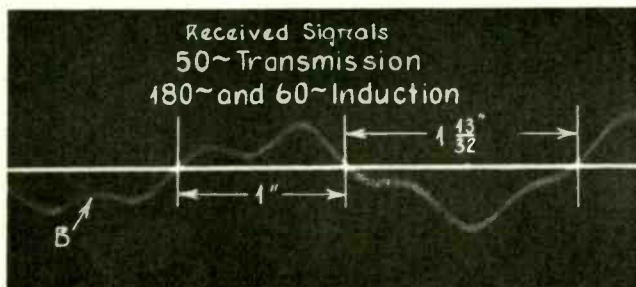 Received Signals
50~Transmission
180~and 60~Induction
1 13/32"
1"
B